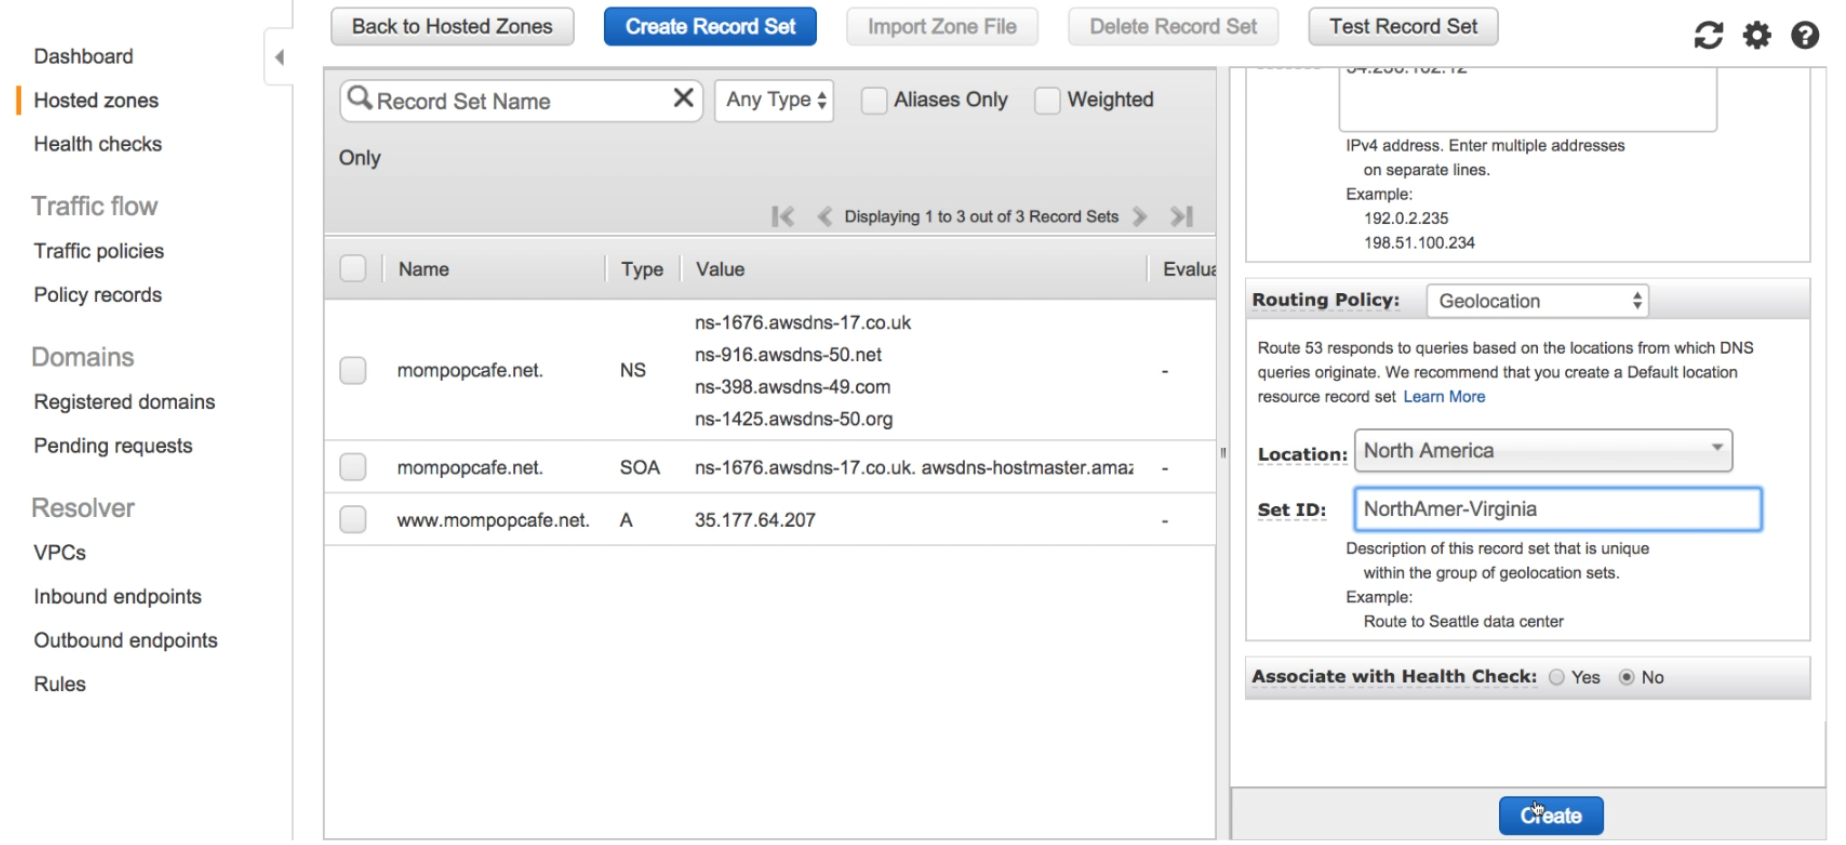 Dashboard
Hosted zones
Health checks
Traffic flow
Traffic policies
Policy records
Domains
Registered domains
Pending requests
Resolver
VPCs
Inbound endpoints
Outbound endpoints
Rules
Back to Hosted Zones
Create Record Set
Import Zone File
Delete Record Set
Test Record Set
Record Set Name
Any Type
Aliases Only
Weighted
Only
Displaying 1 to 3 out of 3 Record Sets
Name Type Value Evalua
ns-1676.awsdns-17.co.uk
ns-916.awsdns-50.net
mompopcafe.net. NS -
ns-398.awsdns-49.com
ns-1425.awsdns-50.org
mompopcafe.net. SOA ns-1676.awsdns-17.co.uk. awsdns-hostmaster.amaz -
www.mompopcafe.net. A 35.177.64.207 -
IPv4 address. Enter multiple addresses
on separate lines.
Example:
192.0.2.235
198.51.100.234
Routing Policy: Geolocation
Route 53 responds to queries based on the locations from which DNS
queries originate. We recommend that you create a Default location
resource record set Learn More
Location: North America
Set ID: NorthAmer-Virginia
Description of this record set that is unique
within the group of geolocation sets.
Example:
Route to Seattle data center
Associate with Health Check: Yes No
Create